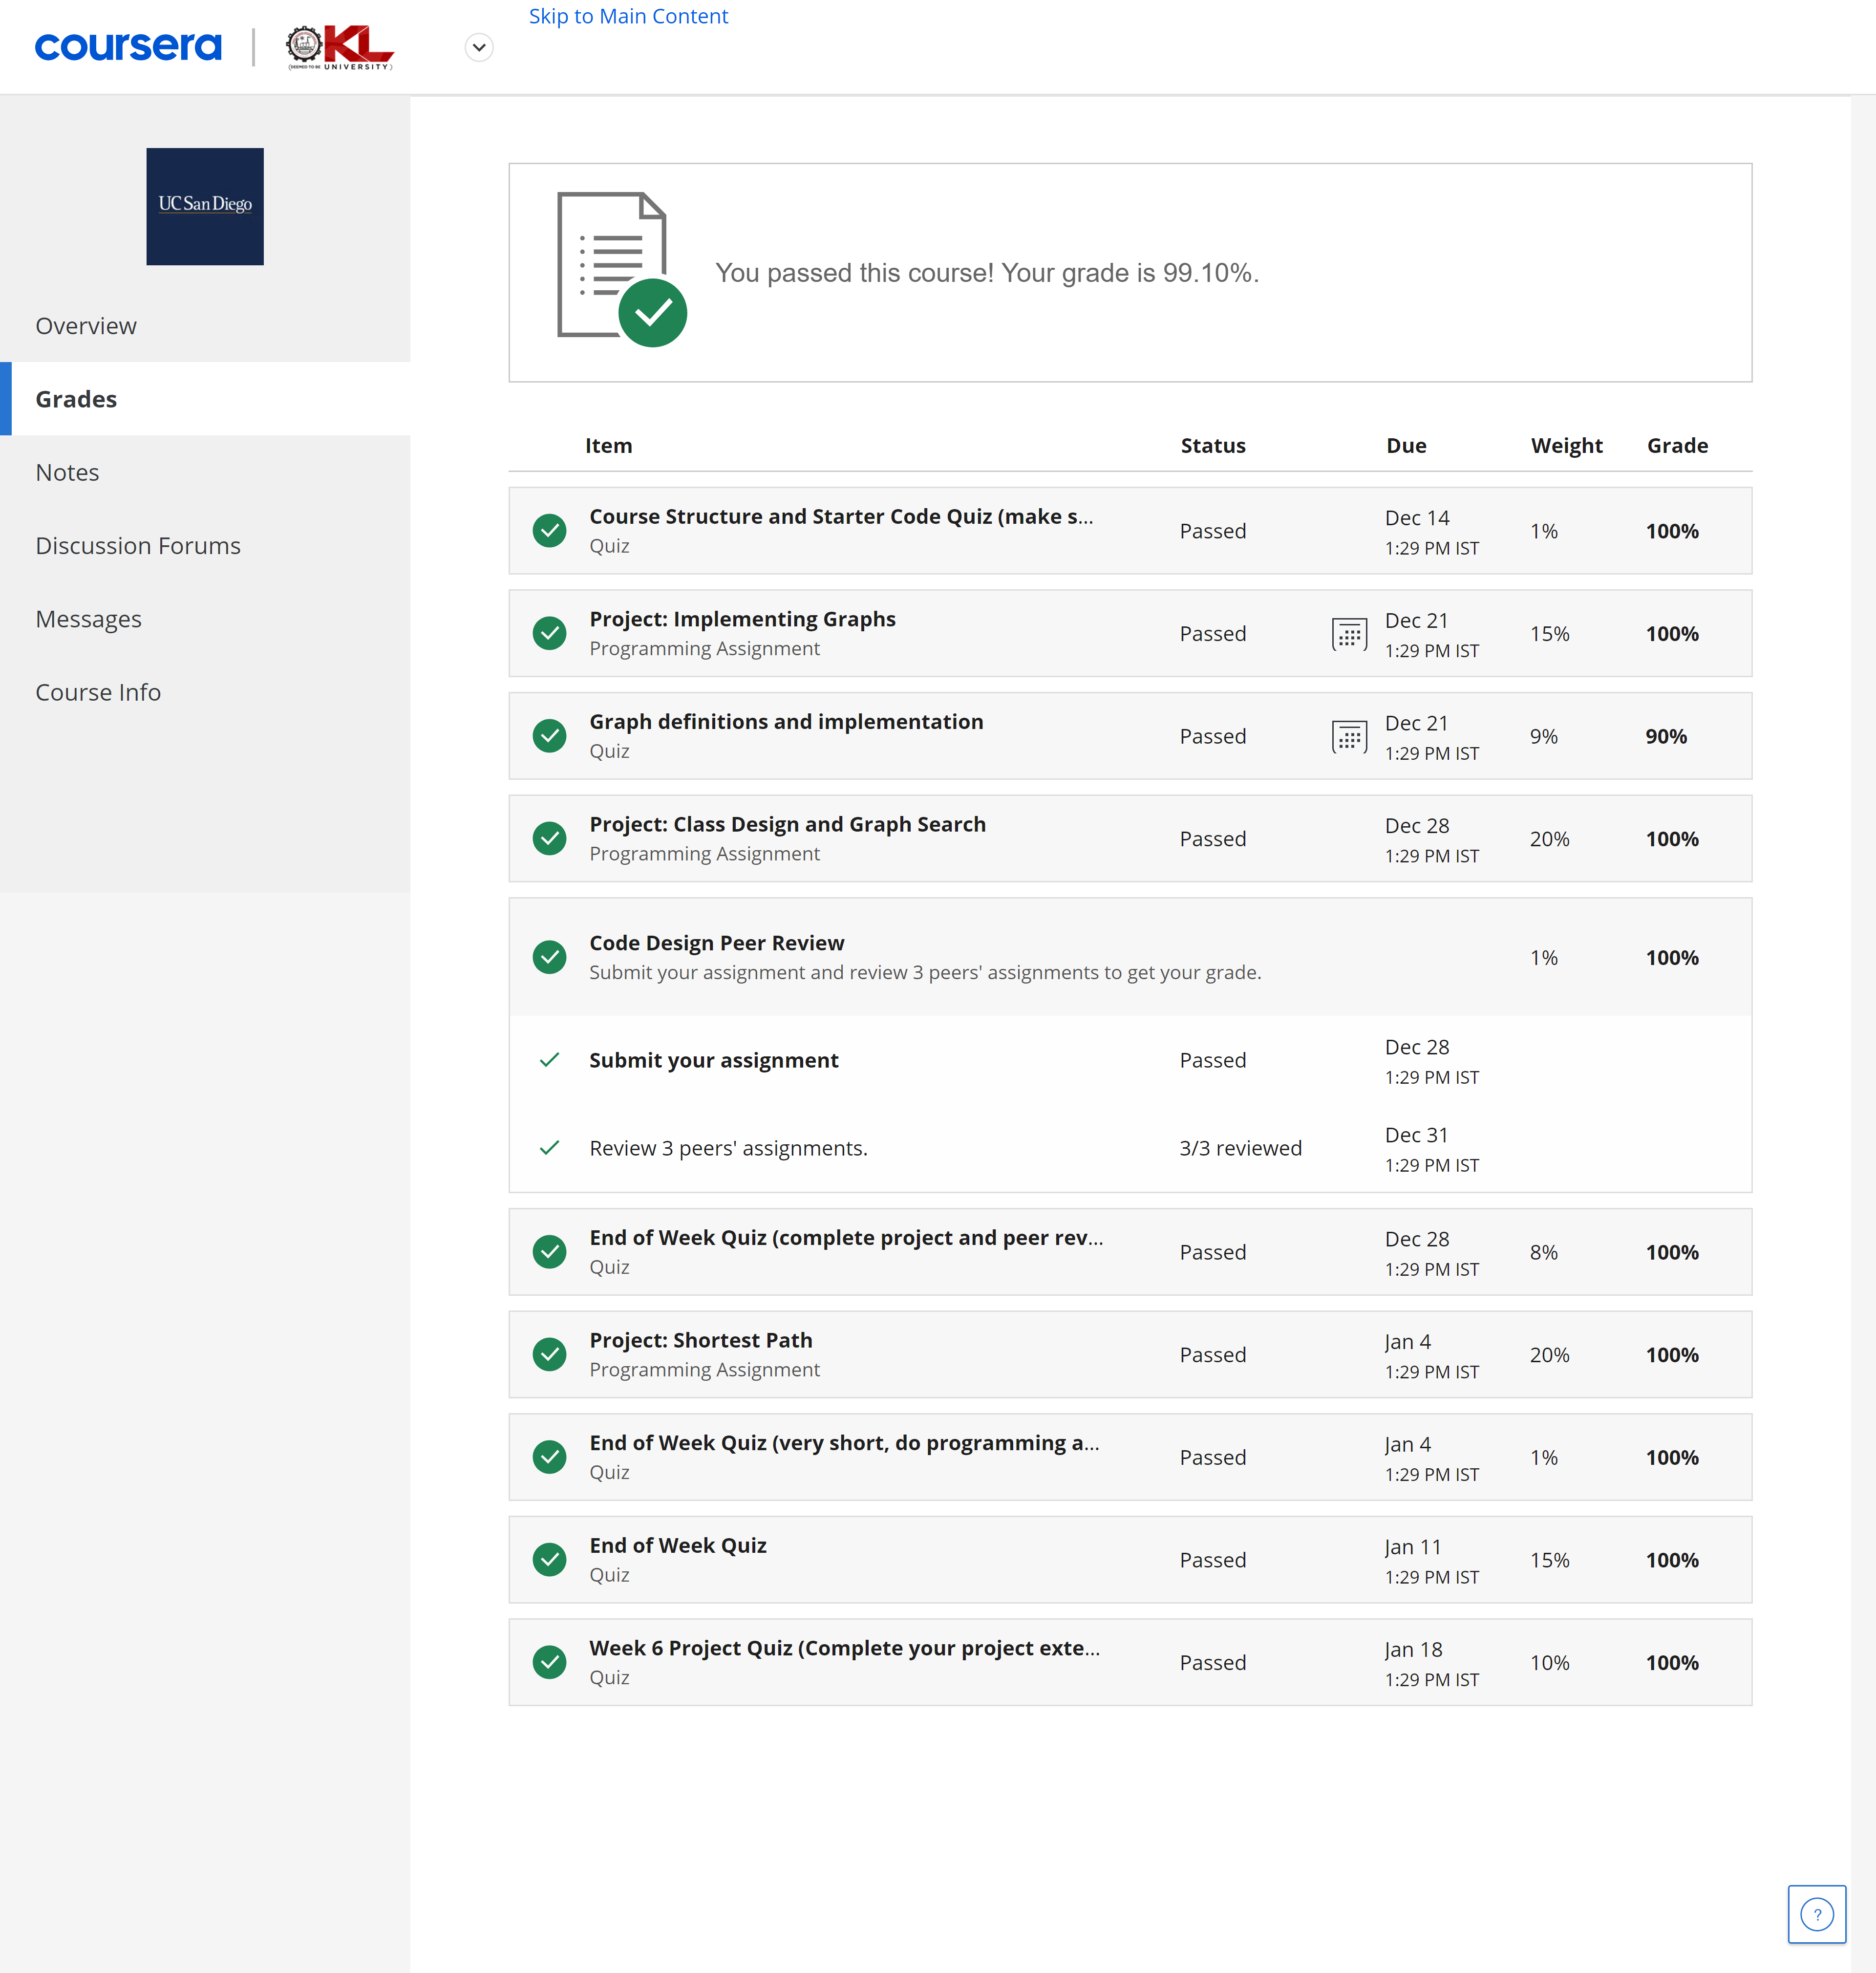 Skip to Main Content
coursera
KL
(DEEMED TO BE UNIVERSITY)
UC San Diego
Overview
Grades
Notes
Discussion Forums
Messages
Course Info
You passed this course! Your grade is 99.10%.
Item Status Due Weight Grade
Course Structure and Starter Code Quiz (make s...
Quiz
Passed
Dec 14
1:29 PM IST
1%
100%
Project: Implementing Graphs
Programming Assignment
Passed
Dec 21
1:29 PM IST
15%
100%
Graph definitions and implementation
Quiz
Passed
Dec 21
1:29 PM IST
9%
90%
Project: Class Design and Graph Search
Programming Assignment
Passed
Dec 28
1:29 PM IST
20%
100%
Code Design Peer Review
Submit your assignment and review 3 peers' assignments to get your grade.
1%
100%
Submit your assignment
Passed
Dec 28
1:29 PM IST
Review 3 peers' assignments.
3/3 reviewed
Dec 31
1:29 PM IST
End of Week Quiz (complete project and peer rev...
Quiz
Passed
Dec 28
1:29 PM IST
8%
100%
Project: Shortest Path
Programming Assignment
Passed
Jan 4
1:29 PM IST
20%
100%
End of Week Quiz (very short, do programming a...
Quiz
Passed
Jan 4
1:29 PM IST
1%
100%
End of Week Quiz
Quiz
Passed
Jan 11
1:29 PM IST
15%
100%
Week 6 Project Quiz (Complete your project exte...
Quiz
Passed
Jan 18
1:29 PM IST
10%
100%
?